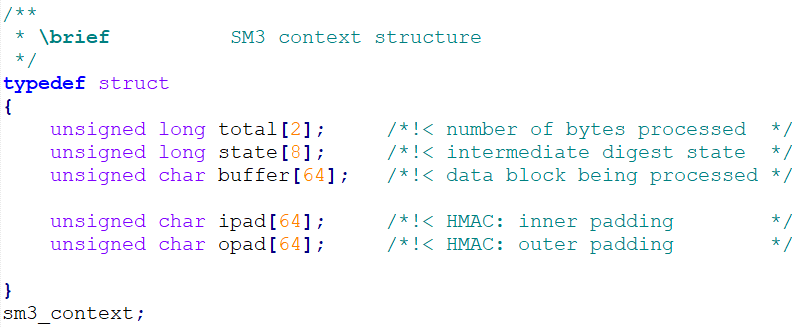 /**
 * \brief          SM3 context structure
 */
typedef struct
{
    unsigned long total[2];     /*!< number of bytes processed  */
    unsigned long state[8];     /*!< intermediate digest state  */
    unsigned char buffer[64];   /*!< data block being processed */

    unsigned char ipad[64];     /*!< HMAC: inner padding        */
    unsigned char opad[64];     /*!< HMAC: outer padding        */

}
sm3_context;